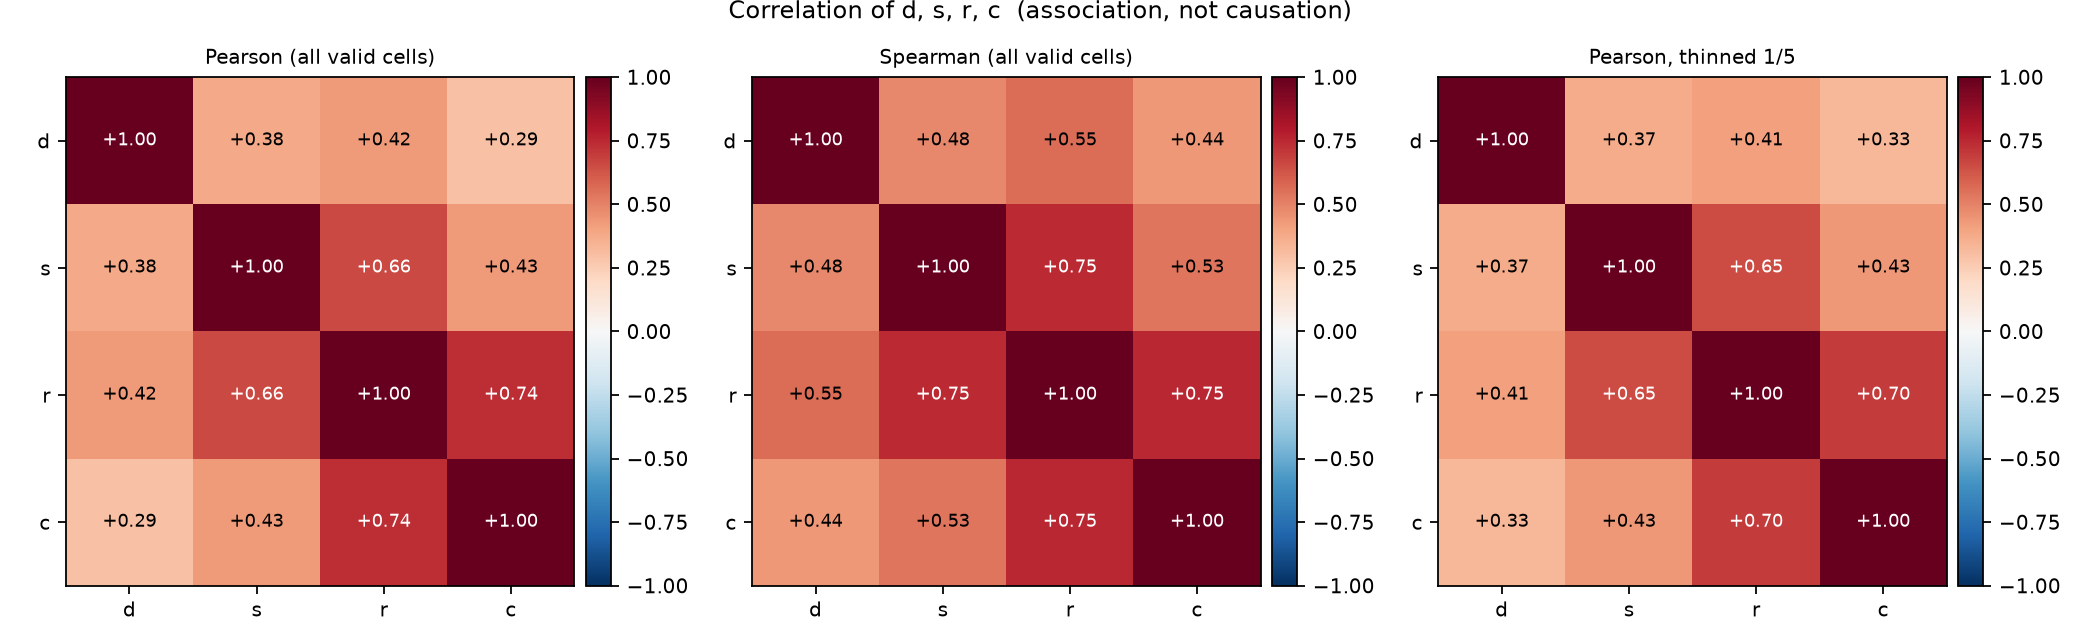 Correlation of d, s, r, c  (association, not causation)
Pearson (all valid cells)
d +1.00 +0.38 +0.42 +0.29
s +0.38 +1.00 +0.66 +0.43
r +0.42 +0.66 +1.00 +0.74
c +0.29 +0.43 +0.74 +1.00
d s r c
1.00
0.75
0.50
0.25
0.00
−0.25
−0.50
−0.75
−1.00
Spearman (all valid cells)
d +1.00 +0.48 +0.55 +0.44
s +0.48 +1.00 +0.75 +0.53
r +0.55 +0.75 +1.00 +0.75
c +0.44 +0.53 +0.75 +1.00
d s r c
1.00
0.75
0.50
0.25
0.00
−0.25
−0.50
−0.75
−1.00
Pearson, thinned 1/5
d +1.00 +0.37 +0.41 +0.33
s +0.37 +1.00 +0.65 +0.43
r +0.41 +0.65 +1.00 +0.70
c +0.33 +0.43 +0.70 +1.00
d s r c
1.00
0.75
0.50
0.25
0.00
−0.25
−0.50
−0.75
−1.00